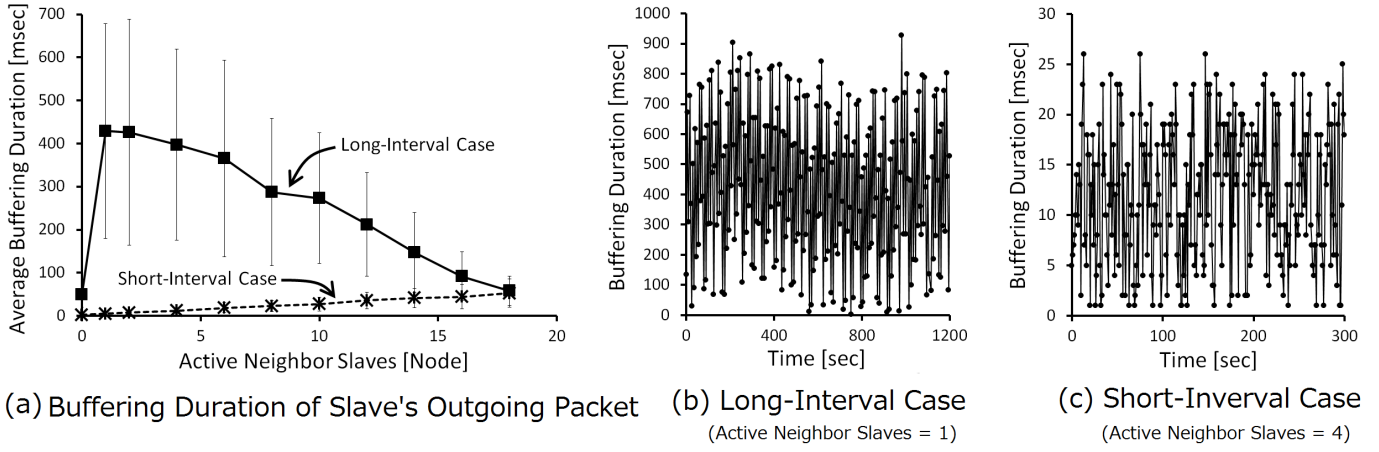 700
600
500
400
300
200
100
0
Average Buffering Duration [msec]
Long-Interval Case
Short-Interval Case
0 5 10 15 20
Active Neighbor Slaves [Node]
(a) Buffering Duration of Slave's Outgoing Packet
1000
900
800
700
600
500
400
300
200
100
0
Buffering Duration [msec]
0 400 800 1200
Time [sec]
(b) Long-Interval Case
(Active Neighbor Slaves = 1)
30
25
20
15
10
5
0
Buffering Duration [msec]
0 100 200 300
Time [sec]
(c) Short-Inverval Case
(Active Neighbor Slaves = 4)